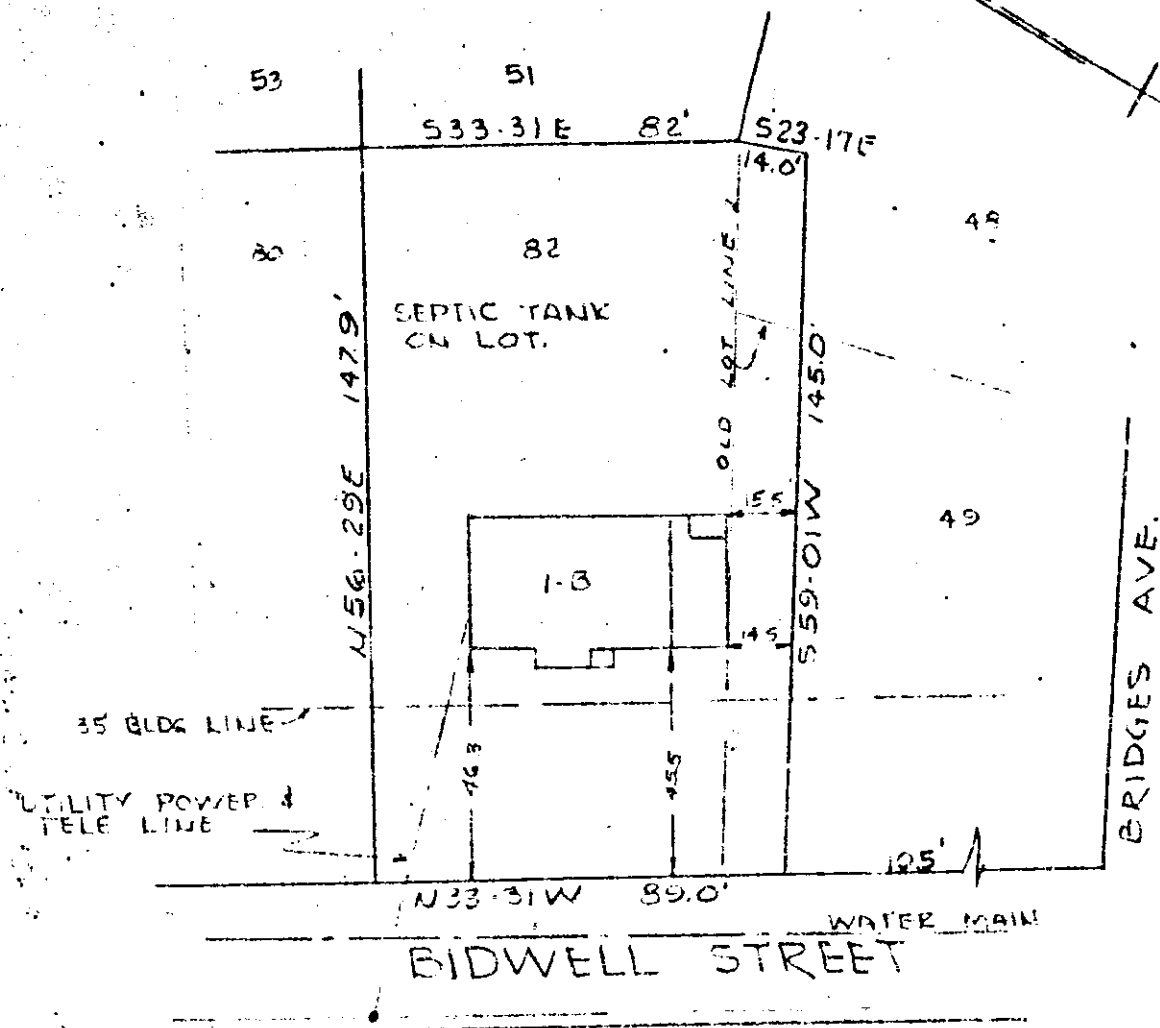 53
51
S33-31E 82'
S23-17E
14.0'
48
80
82
OLD LOT LINE
SEPTIC TANK
ON LOT.
N56-29E 147.9'
S59-01W 145.0'
15.5
49
1-B
14.5
35' BLDG LINE
46.3
45.5
UTILITY POWER &
TELE LINE
105'
N33-31W 89.0'
WATER MAIN
BIDWELL STREET
BRIDGES AVE.